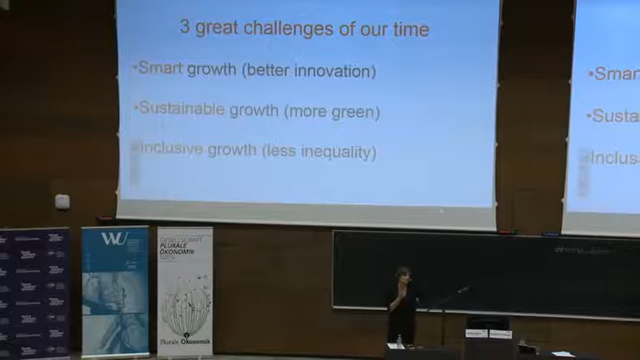 3 great challenges of our time
•Smart growth (better innovation)
•Sustainable growth (more green)
•Inclusive growth (less inequality)
•Smar
•Susta
•Inclus
WU
GESELLSCHAFT
PLURALE
ÖKONOMIK
Plurale Ökonomik